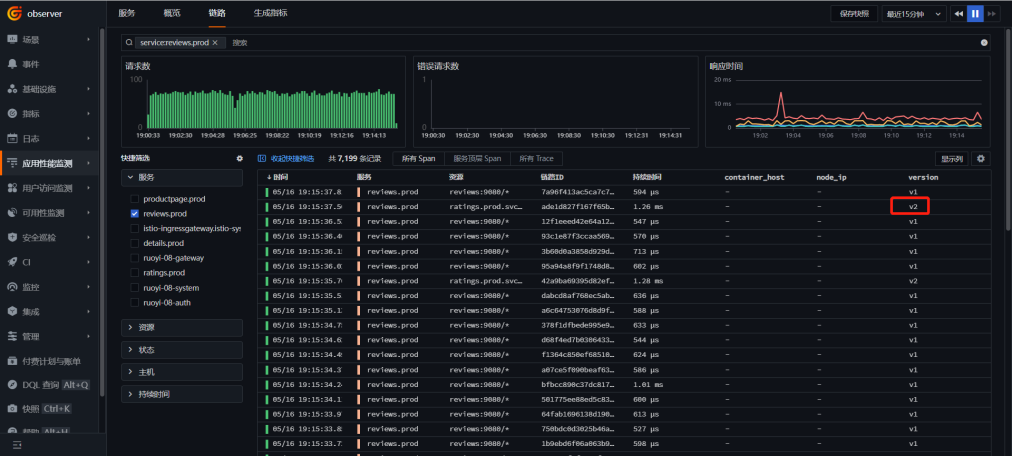 observer
服务 概览 链路 生成指标
保存快照 最近15分钟
场景
事件
基础设施
指标
日志
应用性能监测
用户访问监测
可用性监测
安全巡检
CI
监控
集成
管理
付费计划与账单
DQL 查询 Alt+Q
快照 Ctrl+K
帮助 Alt+H
service:reviews.prod × 搜索
请求数
100
0
19:00:33 19:02:30 19:04:28 19:06:25 19:08:22 19:10:19 19:12:16 19:14:13
错误请求数
1
0
19:00:33 19:02:30 19:04:30 19:06:30 19:08:30 19:10:30 19:12:31 19:14:31
响应时间
20 ms
10 ms
0
19:02 19:04 19:06 19:08 19:10 19:12 19:14
快捷筛选
服务
productpage.prod
reviews.prod
istio-ingressgateway.istio-sys
details.prod
ruoyi-08-gateway
ratings.prod
ruoyi-08-system
ruoyi-08-auth
资源
状态
主机
持续时间
收起快捷筛选 共 7,199 条记录 所有 Span 服务顶层 Span 所有 Trace 显示列
时间 服务 资源 链路ID 持续时间 container_host node_ip version
05/16 19:15:37.8 reviews.prod reviews:9080/* 7a96f413ac5ca7c7... 594 μs - - v1
05/16 19:15:37.5 reviews.prod ratings.prod.svc... ade1d827f167f65b... 1.26 ms - - v2
05/16 19:15:36.5 reviews.prod reviews:9080/* 12f1eeed42e64a12... 547 μs - - v1
05/16 19:15:36.4 reviews.prod reviews:9080/* 93c1e87f3ccaa569... 570 μs - - v1
05/16 19:15:36.1 reviews.prod reviews:9080/* 3b60d0a3858d929d... 713 μs - - v1
05/16 19:15:36.0 reviews.prod reviews:9080/* 95a94a8f9f1748d8... 602 μs - - v1
05/16 19:15:35.7 reviews.prod ratings.prod.svc... 42a9ba69395d82ef... 1.28 ms - - v2
05/16 19:15:35.5 reviews.prod reviews:9080/* dabcd8af768ec5ab... 636 μs - - v1
05/16 19:15:35.1 reviews.prod reviews:9080/* a6c64753076d8d9f... 588 μs - - v1
05/16 19:15:34.7 reviews.prod reviews:9080/* 378f1dfbede995e9... 633 μs - - v1
05/16 19:15:34.6 reviews.prod reviews:9080/* d68f4ed7b0306433... 544 μs - - v1
05/16 19:15:34.4 reviews.prod reviews:9080/* f1364c850ef68510... 624 μs - - v1
05/16 19:15:34.3 reviews.prod reviews:9080/* a07ce5f090beaf63... 586 μs - - v1
05/16 19:15:34.2 reviews.prod reviews:9080/* bfbcc890c37dc817... 1.01 ms - - v1
05/16 19:15:34.1 reviews.prod reviews:9080/* 501775ee88ed5c83... 600 μs - - v1
05/16 19:15:33.9 reviews.prod reviews:9080/* 64fab1696138d190... 613 μs - - v1
05/16 19:15:33.8 reviews.prod reviews:9080/* 750bdc0d3025b46a... 527 μs - - v1
05/16 19:15:33.7 reviews.prod reviews:9080/* 1b9ebd6f06a063b9... 598 μs - - v1